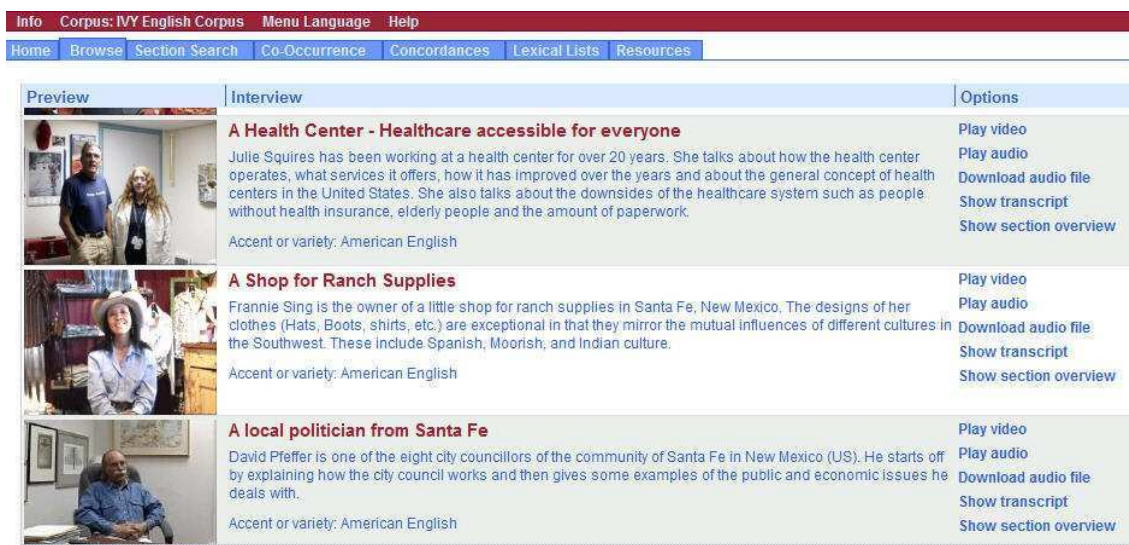 Info Corpus: IVY English Corpus Menu Language Help
Home Browse Section Search Co-Occurrence Concordances Lexical Lists Resources
Preview Interview Options
A Health Center - Healthcare accessible for everyone
Julie Squires has been working at a health center for over 20 years. She talks about how the health center
operates, what services it offers, how it has improved over the years and about the general concept of health
centers in the United States. She also talks about the downsides of the healthcare system such as people
without health insurance, elderly people and the amount of paperwork.
Accent or variety: American English
Play video
Play audio
Download audio file
Show transcript
Show section overview
A Shop for Ranch Supplies
Frannie Sing is the owner of a little shop for ranch supplies in Santa Fe, New Mexico. The designs of her
clothes (Hats, Boots, shirts, etc.) are exceptional in that they mirror the mutual influences of different cultures in
the Southwest. These include Spanish, Moorish, and Indian culture.
Accent or variety: American English
Play video
Play audio
Download audio file
Show transcript
Show section overview
A local politician from Santa Fe
David Pfeffer is one of the eight city councillors of the community of Santa Fe in New Mexico (US). He starts off
by explaining how the city council works and then gives some examples of the public and economic issues he
deals with.
Accent or variety: American English
Play video
Play audio
Download audio file
Show transcript
Show section overview